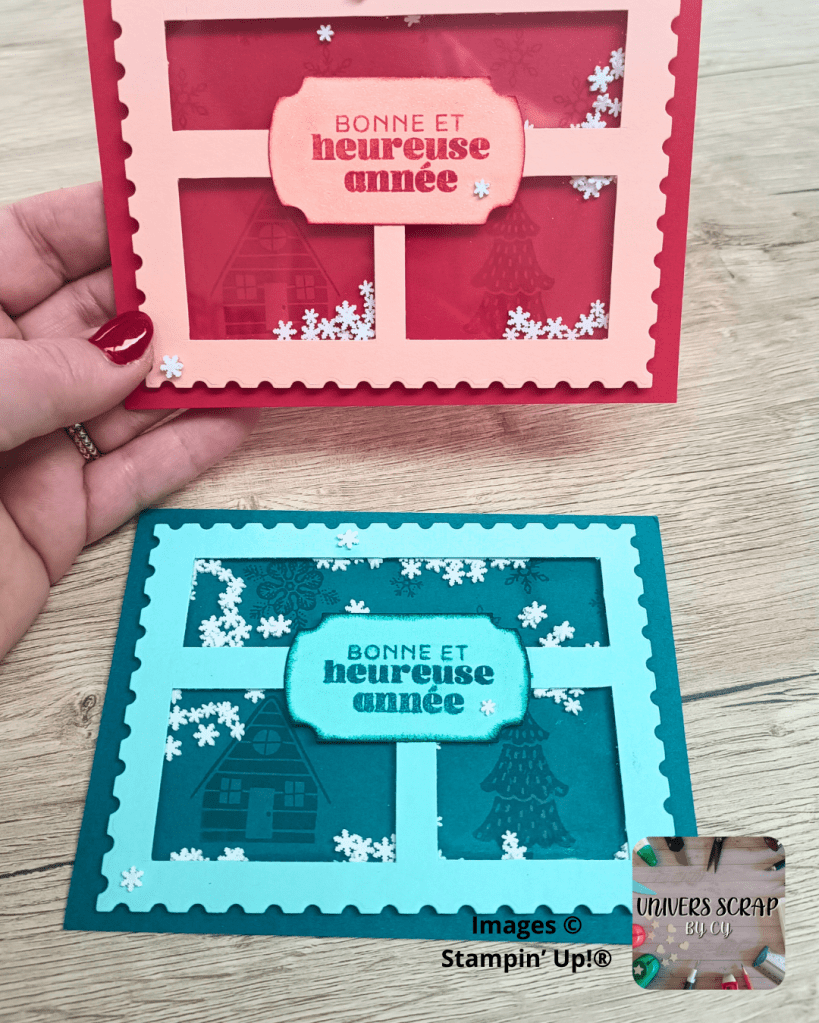 BONNE ET
heureuse
année
BONNE ET
heureuse
année
Images ©
Stampin' Up!®
UNIVERS SCRAP
BY CY